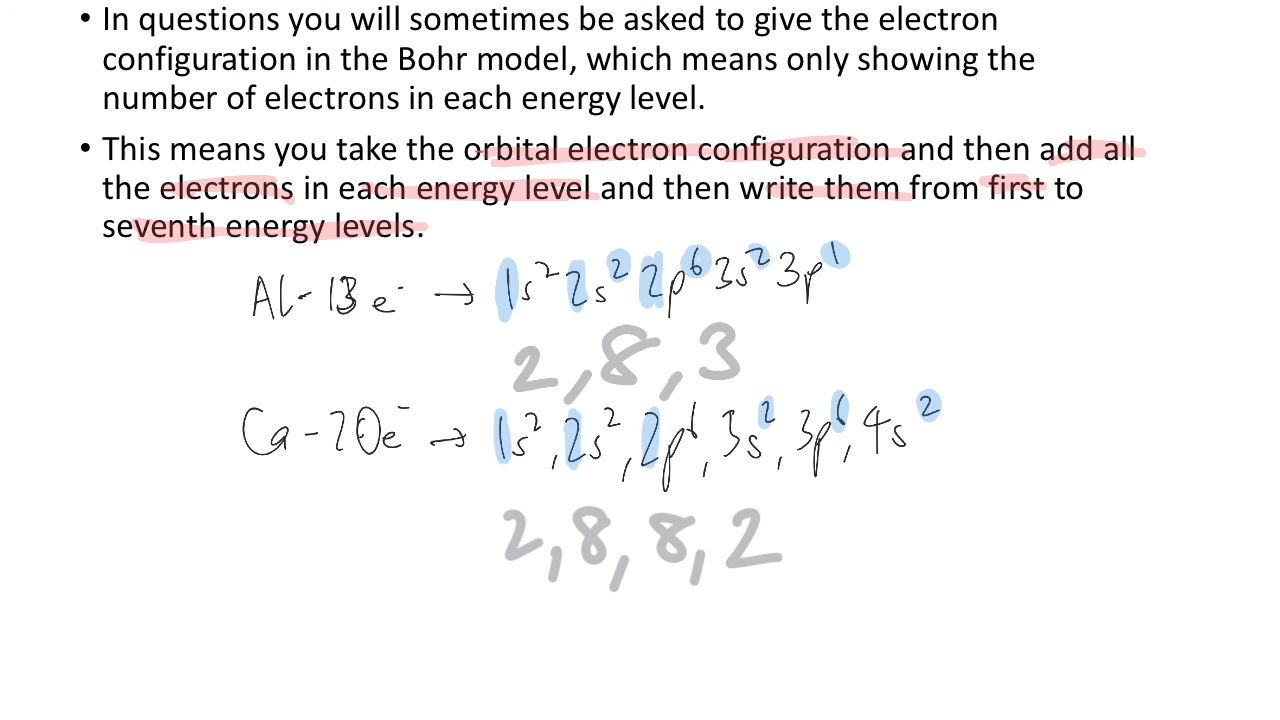 • In questions you will sometimes be asked to give the electron
configuration in the Bohr model, which means only showing the
number of electrons in each energy level.
• This means you take the orbital electron configuration and then add all
the electrons in each energy level and then write them from first to
seventh energy levels.
Al - 13 e⁻ → 1s² 2s² 2p⁶ 3s² 3p¹
2, 8, 3
Ca - 20e⁻ → 1s², 2s², 2p⁶, 3s², 3p⁶, 4s²
2, 8, 8, 2